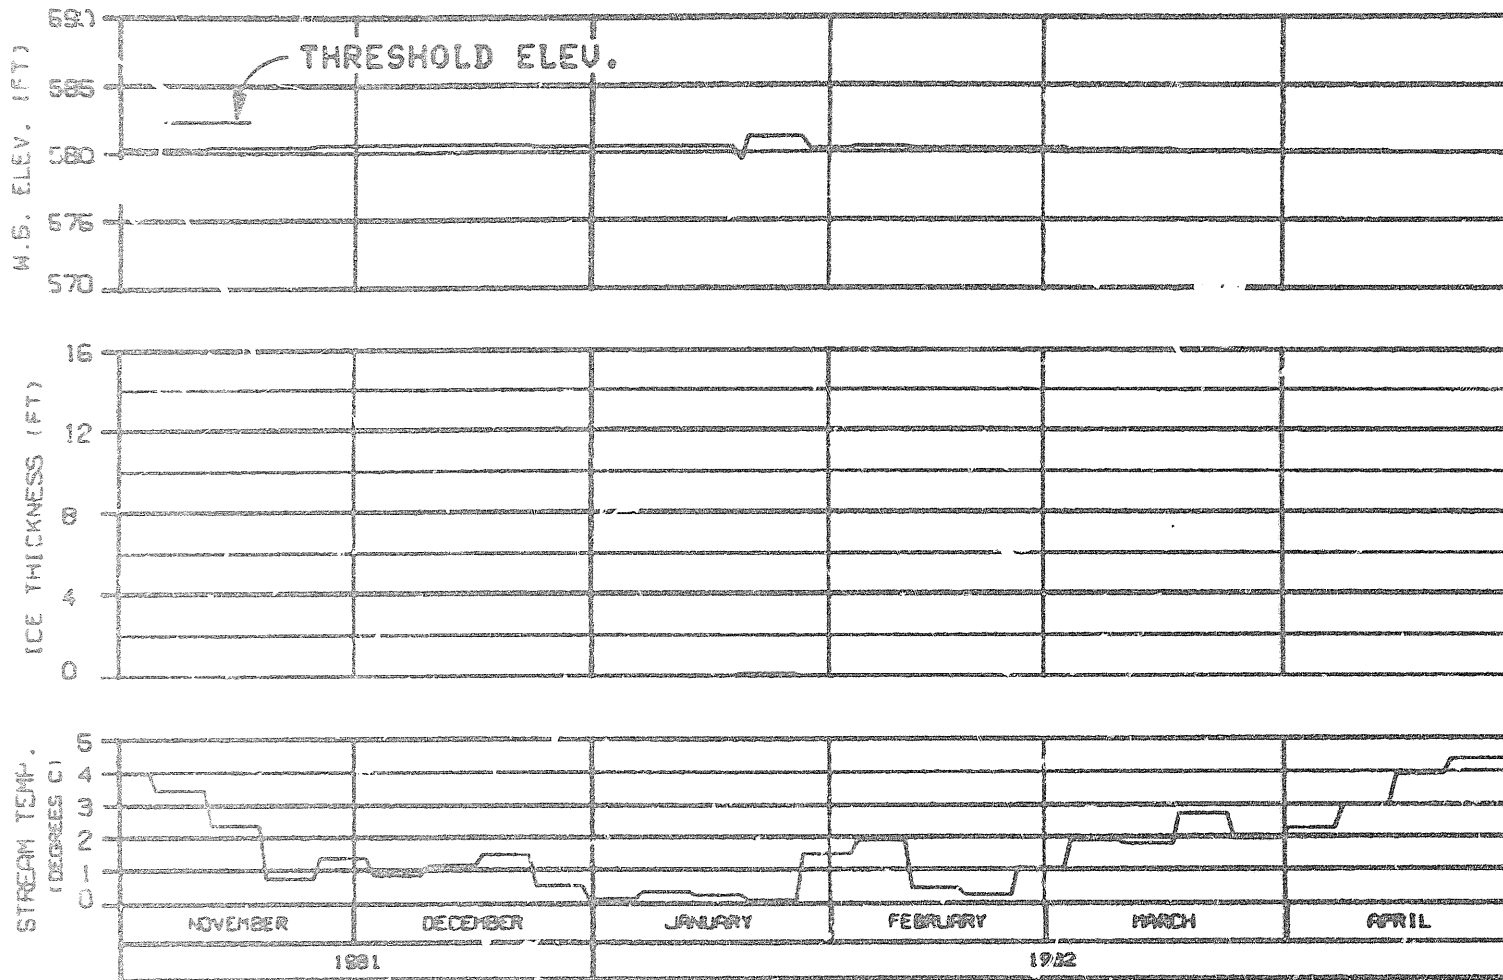 W.S. ELEV. (FT)
590
585
580
575
570
THRESHOLD ELEV.
ICE THICKNESS (FT)
16
12
8
4
0
STREAM TEMP.
(DEGREES C)
5
4
3
2
1
0
NOVEMBER
DECEMBER
JANUARY
FEBRUARY
MARCH
APRIL
1981
1982